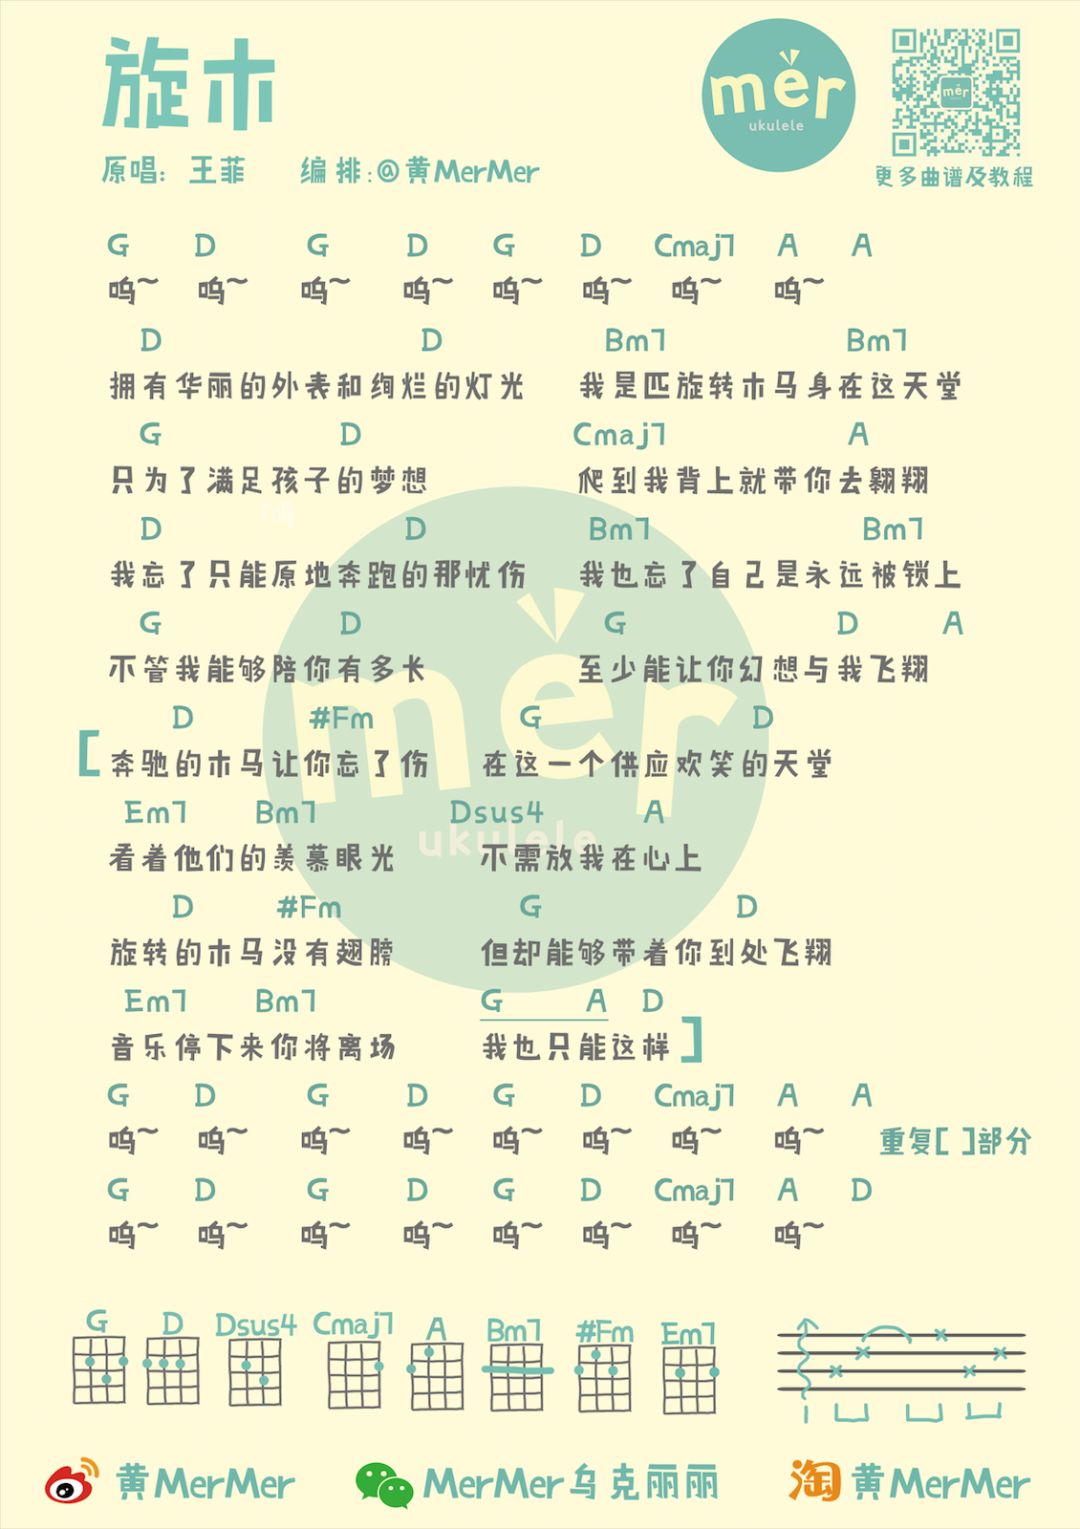 旋木
mer
ukulele
mer
原唱：王菲 编排:@黄MerMer
更多曲谱及教程
G D G D G D Cmaj7 A A
呜~ 呜~ 呜~ 呜~ 呜~ 呜~ 呜~ 呜~
D D Bm7 Bm7
拥有华丽的外表和绚烂的灯光 我是匹旋转木马身在这天堂
G D Cmaj7 A
只为了满足孩子的梦想 爬到我背上就带你去翱翔
D D Bm7 Bm7
我忘了只能原地奔跑的那忧伤 我也忘了自己是永远被锁上
G D G D A
不管我能够陪你有多长 至少能让你幻想与我飞翔
D #Fm G D
[ 奔驰的木马让你忘了伤 在这一个供应欢笑的天堂
Em7 Bm7 Dsus4 A
看着他们的羡慕眼光 不需放我在心上
D #Fm G D
旋转的木马没有翅膀 但却能够带着你到处飞翔
Em7 Bm7 G A D
音乐停下来你将离场 我也只能这样 ]
G D G D G D Cmaj7 A A
呜~ 呜~ 呜~ 呜~ 呜~ 呜~ 呜~ 呜~ 重复[ ]部分
G D G D G D Cmaj7 A D
呜~ 呜~ 呜~ 呜~ 呜~ 呜~ 呜~ 呜~
mer
ukulele
G D Dsus4 Cmaj7 A Bm7 #Fm Em7
黄MerMer MerMer乌克丽丽 淘 黄MerMer